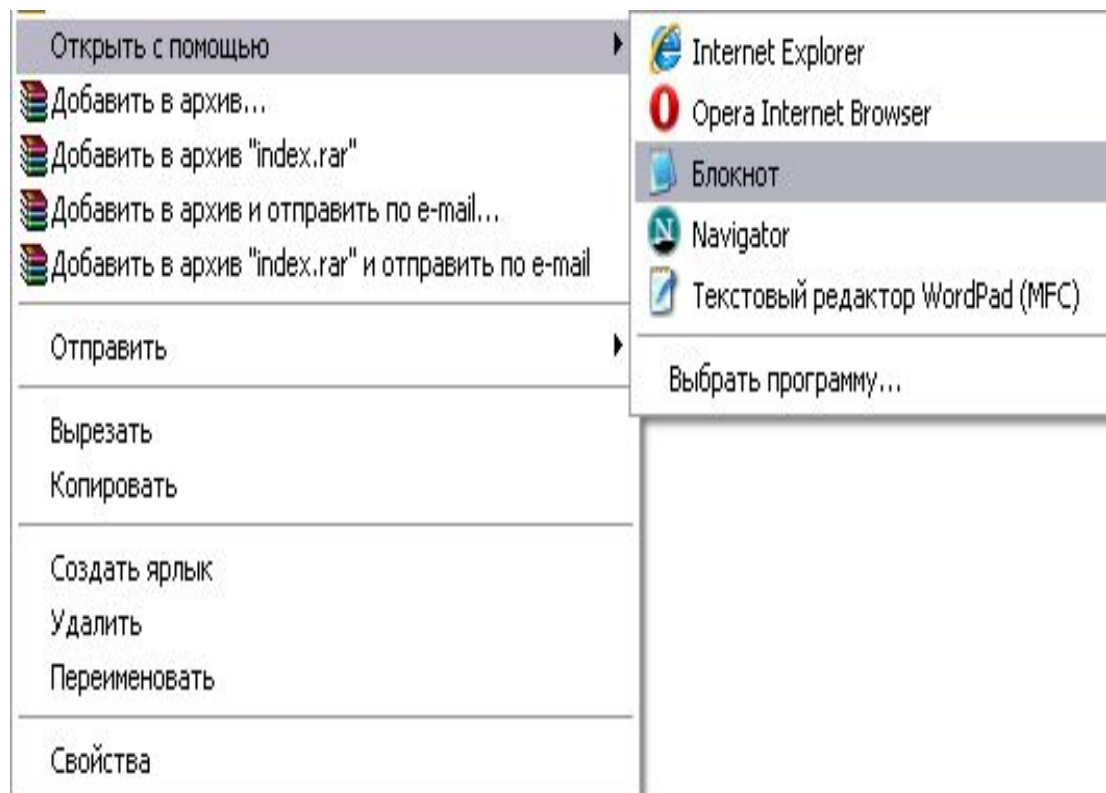 Открыть с помощью
Добавить в архив...
Добавить в архив "index.rar"
Добавить в архив и отправить по e-mail...
Добавить в архив "index.rar" и отправить по e-mail
Отправить
Вырезать
Копировать
Создать ярлык
Удалить
Переименовать
Свойства
Internet Explorer
Opera Internet Browser
Блокнот
Navigator
Текстовый редактор WordPad (MFC)
Выбрать программу...